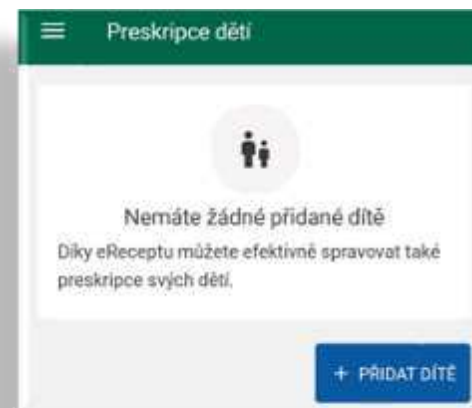 Preskripce dětí
Nemáte žádné přidané dítě
Díky eReceptu můžete efektivně spravovat také
preskripce svých dětí.
+ PŘIDAT DÍTĚ